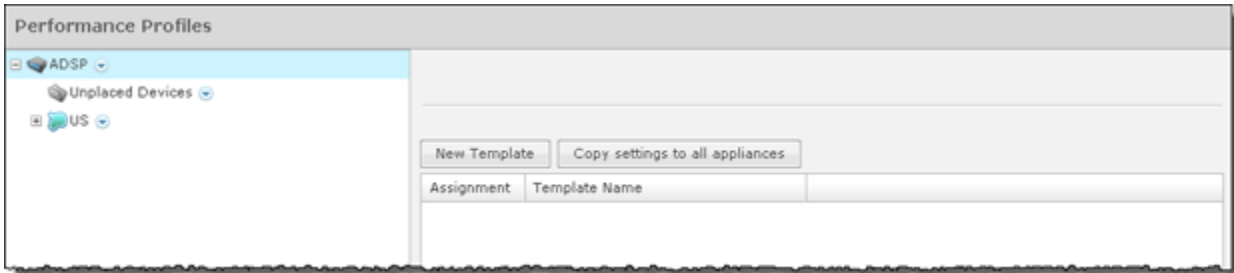 Performance Profiles
ADSP
Unplaced Devices
US
New Template Copy settings to all appliances
Assignment Template Name